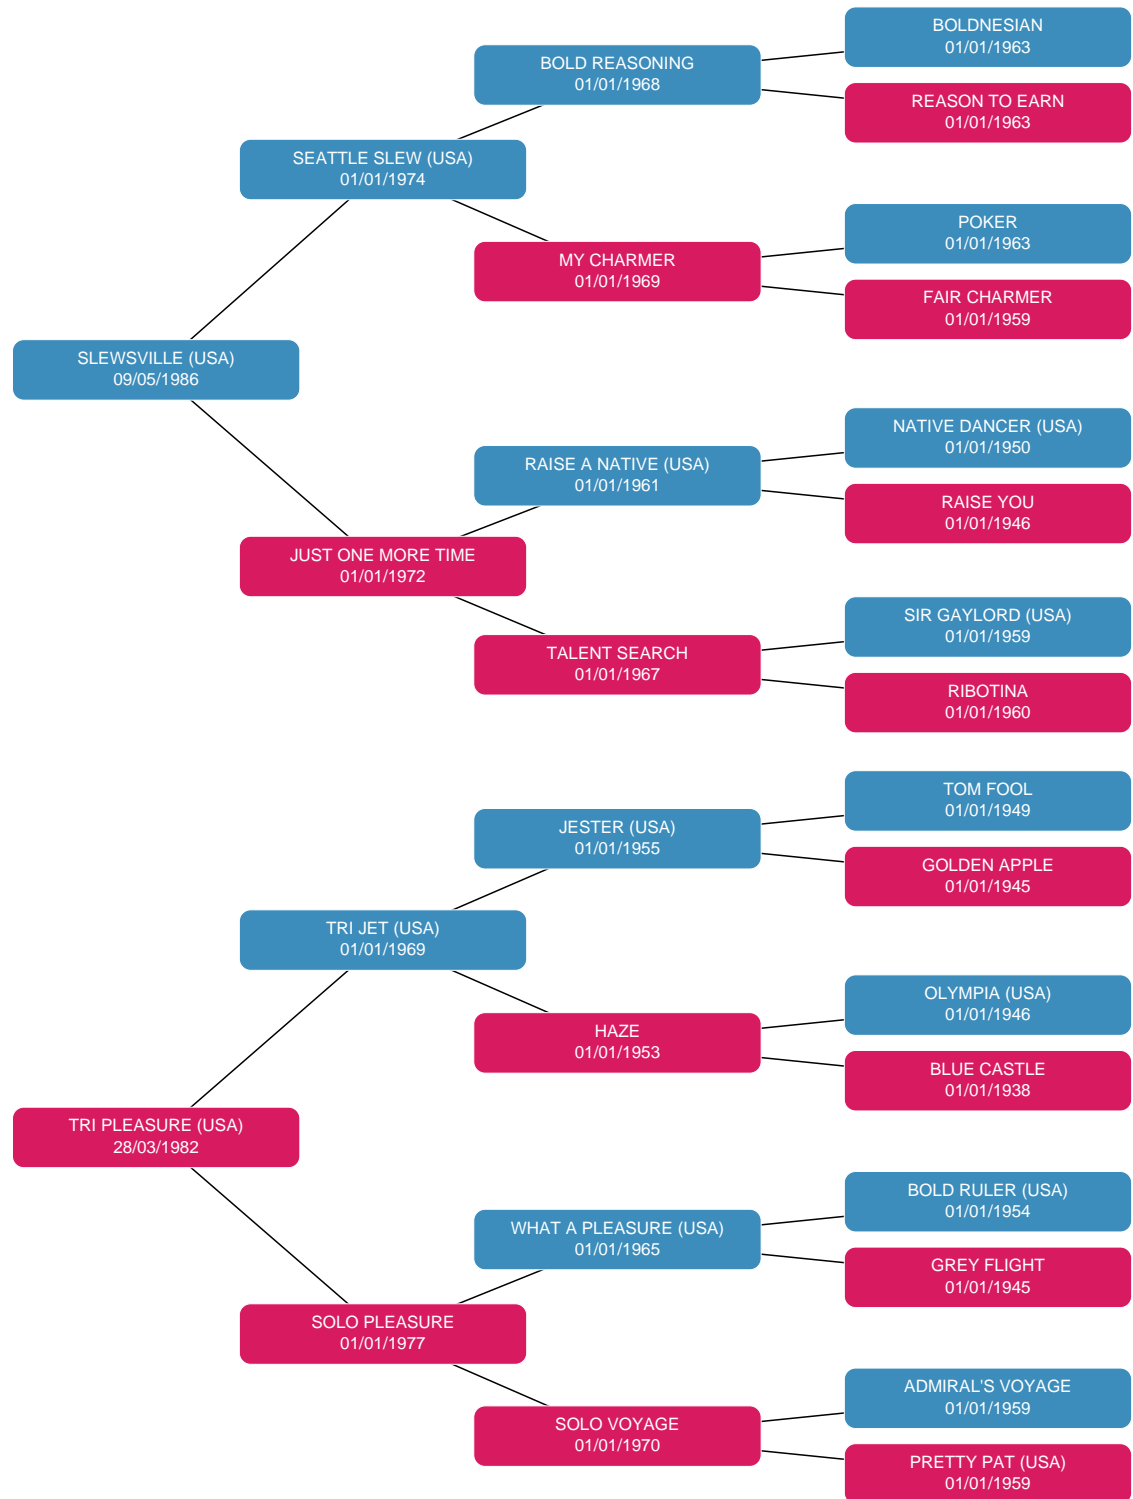 BOLDNESIAN
01/01/1963
BOLD REASONING
01/01/1968
REASON TO EARN
01/01/1963
SEATTLE SLEW (USA)
01/01/1974
POKER
01/01/1963
MY CHARMER
01/01/1969
FAIR CHARMER
01/01/1959
SLEWSVILLE (USA)
09/05/1986
NATIVE DANCER (USA)
01/01/1950
RAISE A NATIVE (USA)
01/01/1961
RAISE YOU
01/01/1946
JUST ONE MORE TIME
01/01/1972
SIR GAYLORD (USA)
01/01/1959
TALENT SEARCH
01/01/1967
RIBOTINA
01/01/1960
TOM FOOL
01/01/1949
JESTER (USA)
01/01/1955
GOLDEN APPLE
01/01/1945
TRI JET (USA)
01/01/1969
OLYMPIA (USA)
01/01/1946
HAZE
01/01/1953
BLUE CASTLE
01/01/1938
TRI PLEASURE (USA)
28/03/1982
BOLD RULER (USA)
01/01/1954
WHAT A PLEASURE (USA)
01/01/1965
GREY FLIGHT
01/01/1945
SOLO PLEASURE
01/01/1977
ADMIRAL'S VOYAGE
01/01/1959
SOLO VOYAGE
01/01/1970
PRETTY PAT (USA)
01/01/1959